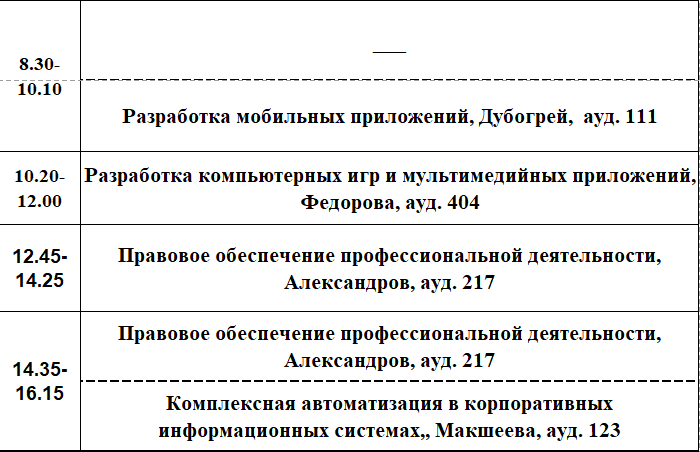 8.30-
10.10
___
Разработка мобильных приложений, Дубогрей, ауд. 111
10.20-
12.00
Разработка компьютерных игр и мультимедийных приложений,
Федорова, ауд. 404
12.45-
14.25
Правовое обеспечение профессиональной деятельности,
Александров, ауд. 217
14.35-
16.15
Правовое обеспечение профессиональной деятельности,
Александров, ауд. 217
Комплексная автоматизация в корпоративных
информационных системах,, Макшеева, ауд. 123